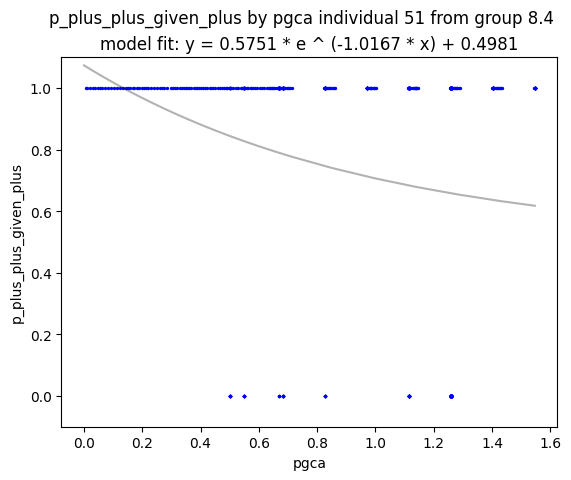 p_plus_plus_given_plus by pgca individual 51 from group 8.4
model fit: y = 0.5751 * e ^ (-1.0167 * x) + 0.4981
p_plus_plus_given_plus
1.0
0.8
0.6
0.4
0.2
0.0
0.0 0.2 0.4 0.6 0.8 1.0 1.2 1.4 1.6
pgca